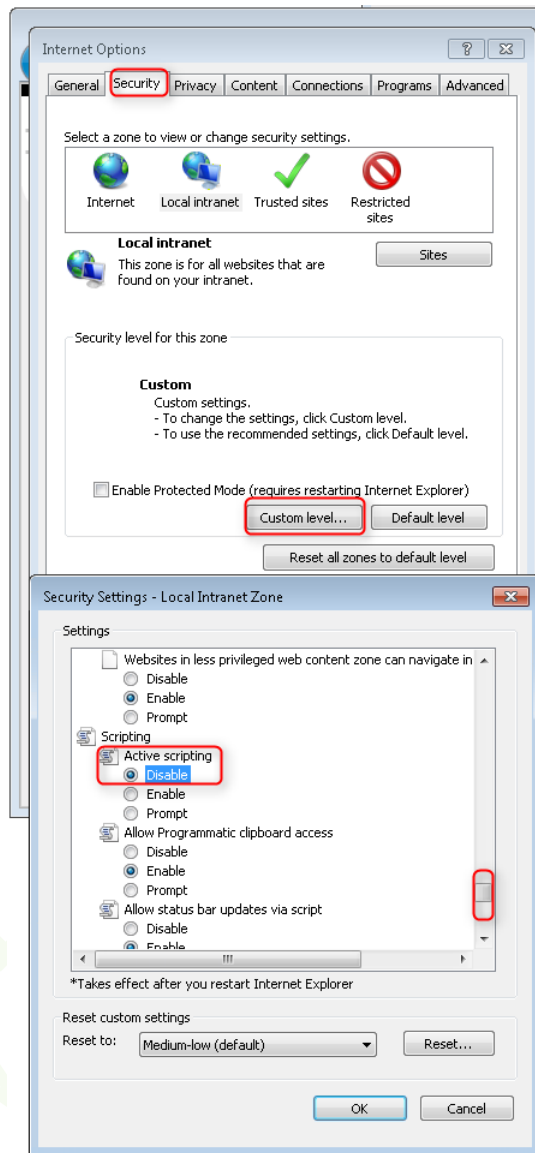 Internet Options
General Security Privacy Content Connections Programs Advanced
Select a zone to view or change security settings.
Internet Local intranet Trusted sites Restricted
sites
Local intranet
Sites
This zone is for all websites that are
found on your intranet.
Security level for this zone
Custom
Custom settings.
- To change the settings, click Custom level.
- To use the recommended settings, click Default level.
Enable Protected Mode (requires restarting Internet Explorer)
Custom level... Default level
Reset all zones to default level
Security Settings - Local Intranet Zone
Settings
Websites in less privileged web content zone can navigate in
Disable
Enable
Prompt
Scripting
Active scripting
Disable
Enable
Prompt
Allow Programmatic clipboard access
Disable
Enable
Prompt
Allow status bar updates via script
Disable
Enable
*Takes effect after you restart Internet Explorer
Reset custom settings
Reset to: Medium-low (default) Reset...
OK Cancel